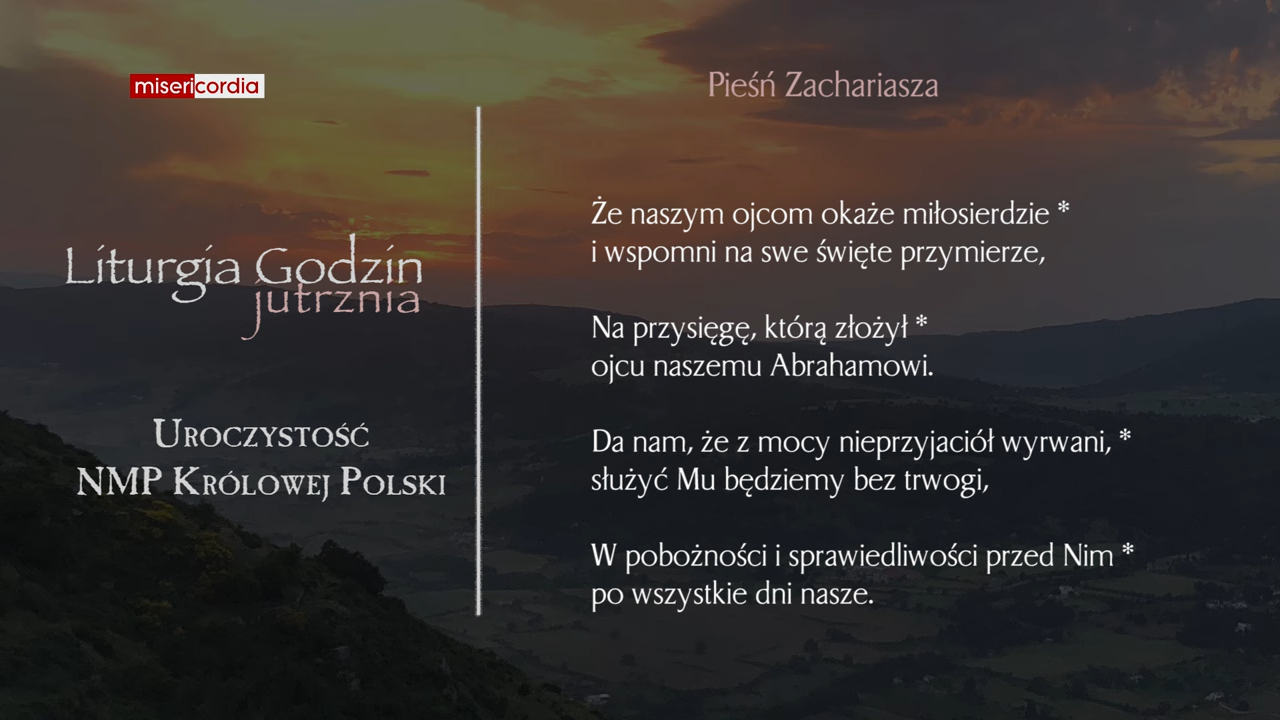 misericordia
Liturgia Godzin
jutrznia
Uroczystość
NMP Królowej Polski
Pieśń Zachariasza
Że naszym ojcom okaże miłosierdzie *
i wspomni na swe święte przymierze,
Na przysięgę, którą złożył *
ojcu naszemu Abrahamowi.
Da nam, że z mocy nieprzyjaciół wyrwani, *
służyć Mu będziemy bez trwogi,
W pobożności i sprawiedliwości przed Nim *
po wszystkie dni nasze.